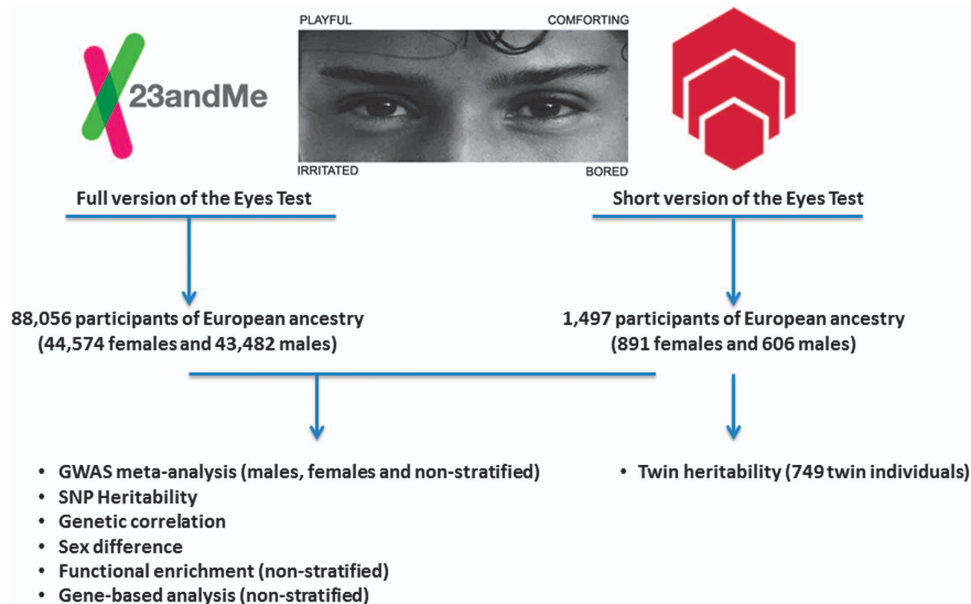 23andMe
PLAYFUL COMFORTING
IRRITATED BORED
Full version of the Eyes Test
Short version of the Eyes Test
88,056 participants of European ancestry
(44,574 females and 43,482 males)
1,497 participants of European ancestry
(891 females and 606 males)
• GWAS meta-analysis (males, females and non-stratified)
• SNP Heritability
• Genetic correlation
• Sex difference
• Functional enrichment (non-stratified)
• Gene-based analysis (non-stratified)
• Twin heritability (749 twin individuals)